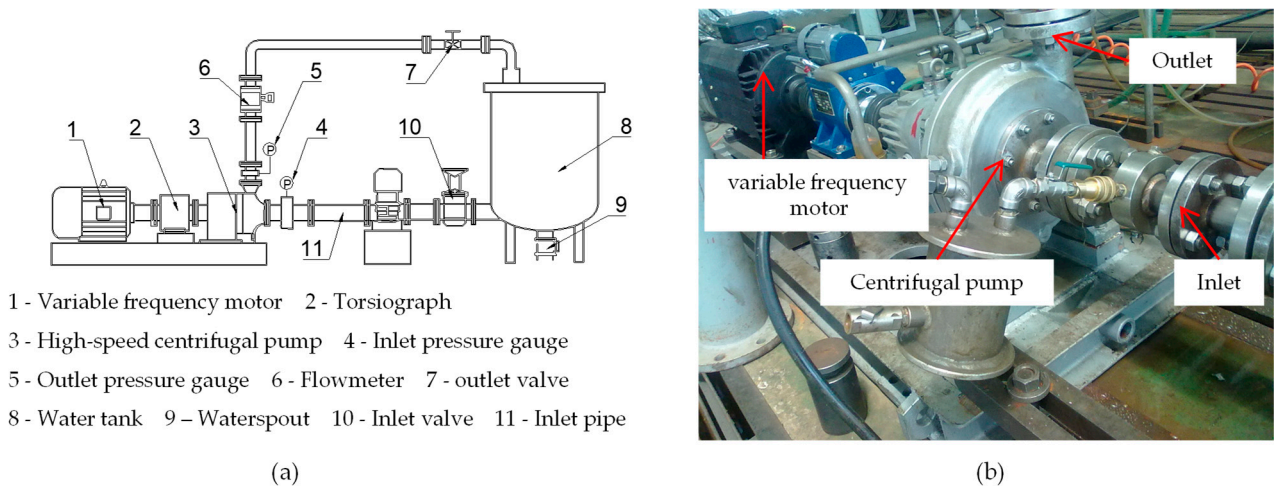 1
2
3
4
5
6
7
8
9
10
11
P
P
1 - Variable frequency motor 2 - Torsiograph
3 - High-speed centrifugal pump 4 - Inlet pressure gauge
5 - Outlet pressure gauge 6 - Flowmeter 7 - outlet valve
8 - Water tank 9 – Waterspout 10 - Inlet valve 11 - Inlet pipe
(a)
Outlet
variable frequency
motor
Centrifugal pump
Inlet
(b)